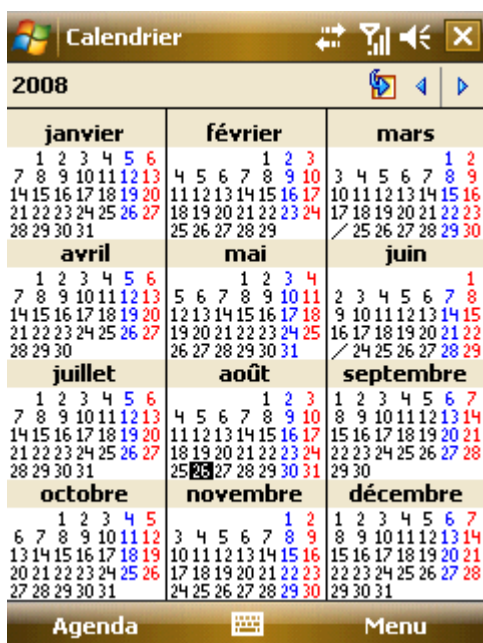 Calendrier
2008
janvier
1 2 3 4 5 6
7 8 9 10 11 12 13
14 15 16 17 18 19 20
21 22 23 24 25 26 27
28 29 30 31
février
1 2 3
4 5 6 7 8 9 10
11 12 13 14 15 16 17
18 19 20 21 22 23 24
25 26 27 28 29
mars
1 2
3 4 5 6 7 8 9
10 11 12 13 14 15 16
17 18 19 20 21 22 23
/ 25 26 27 28 29 30
avril
1 2 3 4 5 6
7 8 9 10 11 12 13
14 15 16 17 18 19 20
21 22 23 24 25 26 27
28 29 30
mai
1 2 3 4
5 6 7 8 9 10 11
12 13 14 15 16 17 18
19 20 21 22 23 24 25
26 27 28 29 30 31
juin
1
2 3 4 5 6 7 8
9 10 11 12 13 14 15
16 17 18 19 20 21 22
/ 24 25 26 27 28 29
juillet
1 2 3 4 5 6
7 8 9 10 11 12 13
14 15 16 17 18 19 20
21 22 23 24 25 26 27
28 29 30 31
août
1 2 3
4 5 6 7 8 9 10
11 12 13 14 15 16 17
18 19 20 21 22 23 24
25 26 27 28 29 30 31
septembre
1 2 3 4 5 6 7
8 9 10 11 12 13 14
15 16 17 18 19 20 21
22 23 24 25 26 27 28
29 30
octobre
1 2 3 4 5
6 7 8 9 10 11 12
13 14 15 16 17 18 19
20 21 22 23 24 25 26
27 28 29 30 31
novembre
1 2
3 4 5 6 7 8 9
10 11 12 13 14 15 16
17 18 19 20 21 22 23
24 25 26 27 28 29 30
décembre
1 2 3 4 5 6 7
8 9 10 11 12 13 14
15 16 17 18 19 20 21
22 23 24 25 26 27 28
29 30 31
Agenda
Menu